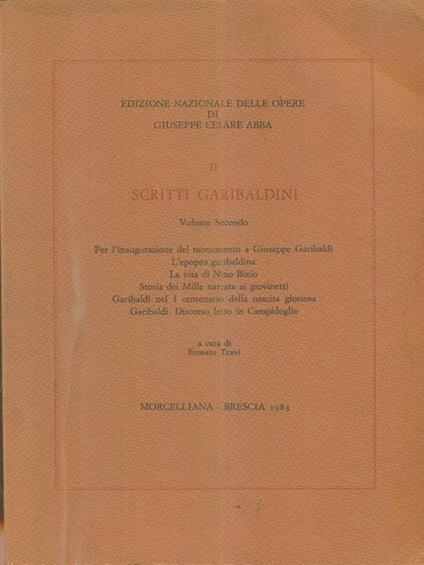 EDIZIONE NAZIONALE DELLE OPERE
DI
GIUSEPPE CESARE ABBA
II
SCRITTI GARIBALDINI
Volume Secondo
Per l'inaugurazione del monumento a Giuseppe Garibaldi
L'epopea garibaldina
La vita di Nino Bixio
Storia dei Mille narrata ai giovinetti
Garibaldi nel I centenario della nascita gloriosa
Garibaldi. Discorso letto in Campidoglio
a cura di
Ernesto Travi
MORCELLIANA - BRESCIA 1983